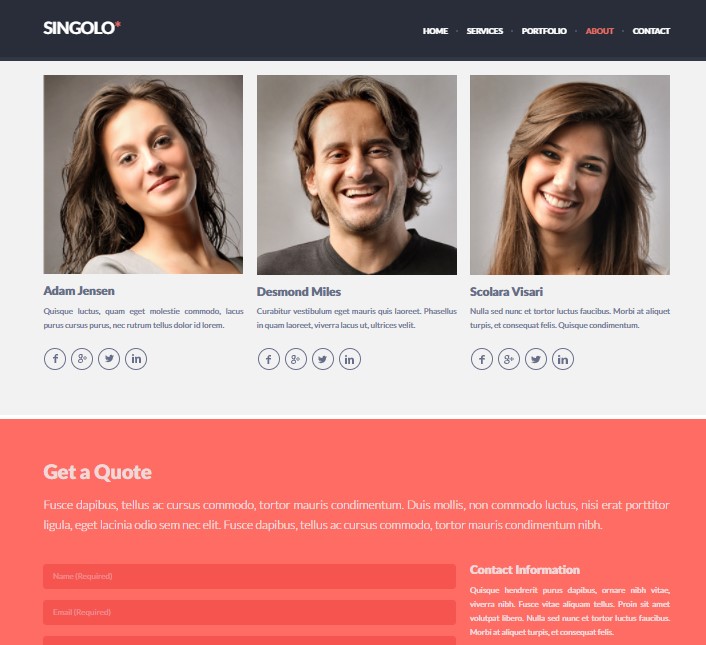 SINGOLO*
HOME • SERVICES • PORTFOLIO • ABOUT • CONTACT
Adam Jensen
Quisque luctus, quam eget molestie commodo, lacus
purus cursus purus, nec rutrum tellus dolor id lorem.
Desmond Miles
Curabitur vestibulum eget mauris quis laoreet. Phasellus
in quam laoreet, viverra lacus ut, ultrices velit.
Scolara Visari
Nulla sed nunc et tortor luctus faucibus. Morbi at aliquet
turpis, et consequat felis. Quisque condimentum.
Get a Quote
Fusce dapibus, tellus ac cursus commodo, tortor mauris condimentum. Duis mollis, non commodo luctus, nisi erat porttitor
ligula, eget lacinia odio sem nec elit. Fusce dapibus, tellus ac cursus commodo, tortor mauris condimentum nibh.
Name (Required)
Email (Required)
Contact Information
Quisque hendrerit purus dapibus, ornare nibh vitae,
viverra nibh. Fusce vitae aliquam tellus. Proin sit amet
volutpat libero. Nulla sed nunc et tortor luctus faucibus.
Morbi at aliquet turpis, et consequat felis.